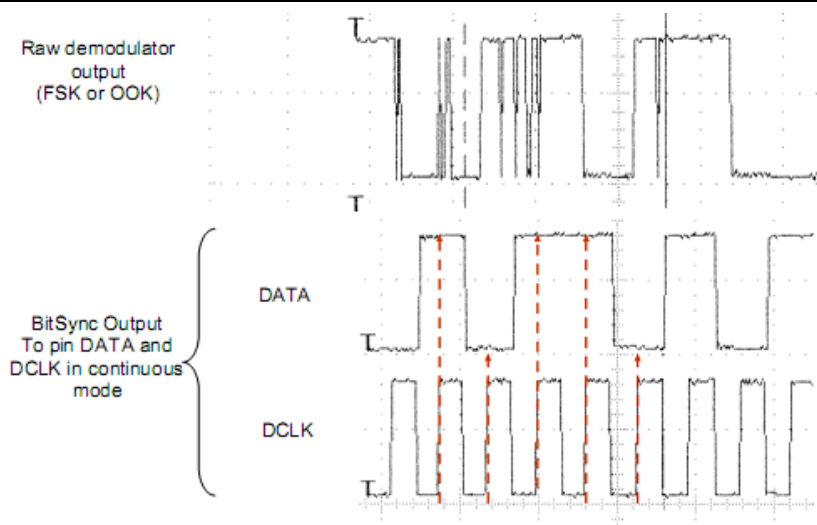 Raw demodulator
output
(FSK or OOK)
T
T
DATA
BitSync Output
To pin DATA and
DCLK in continuous
mode
T
DCLK
T